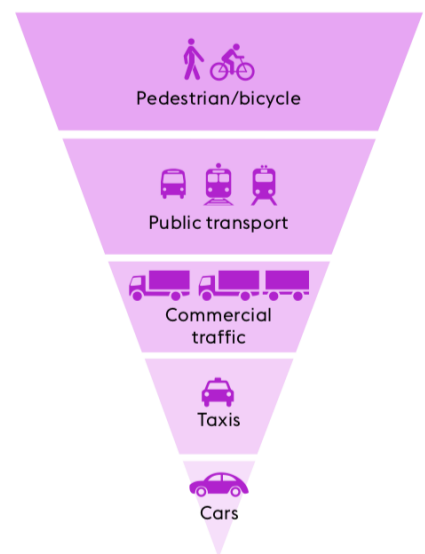 Pedestrian/bicycle
Public transport
Commercial
traffic
Taxis
Cars